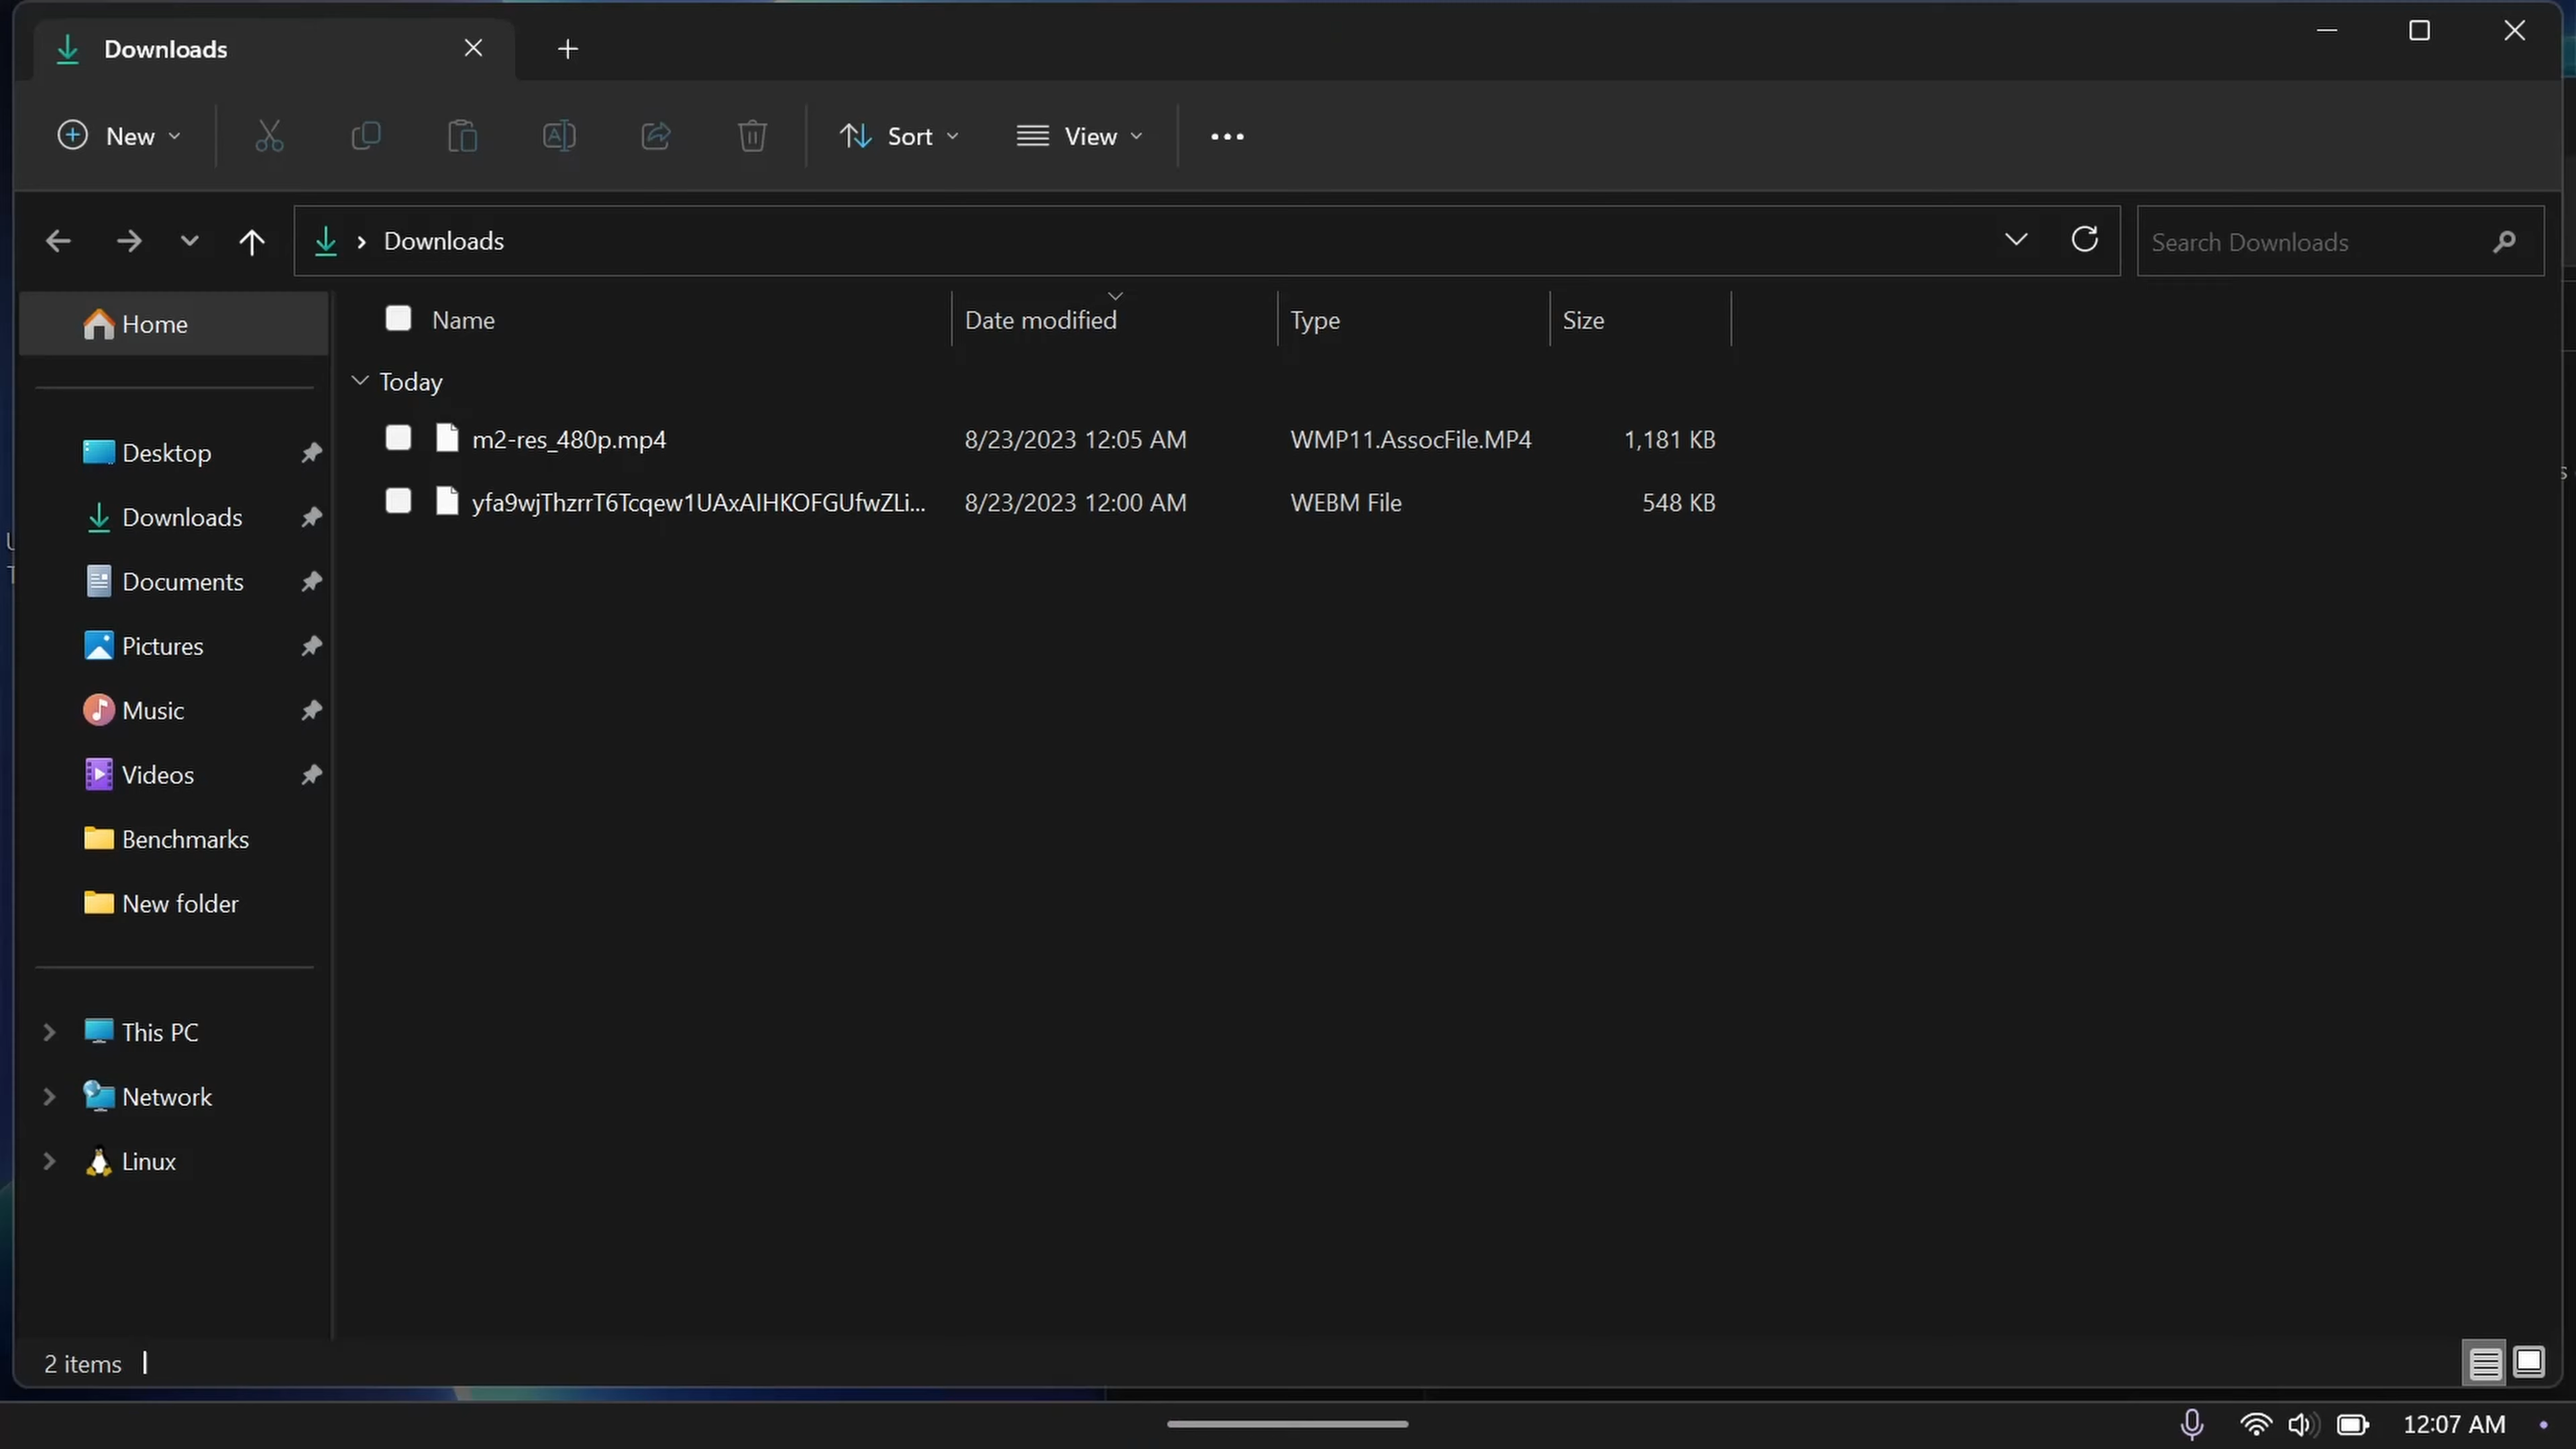 Downloads
New
Sort
View
Downloads
Search Downloads
Home
Name
Date modified
Type
Size
Today
m2-res_480p.mp4
8/23/2023 12:05 AM
WMP11.AssocFile.MP4
1,181 KB
yfa9wjThzrrT6Tcqew1UAxAIHKOFGUfwZLi...
8/23/2023 12:00 AM
WEBM File
548 KB
Desktop
Downloads
Documents
Pictures
Music
Videos
Benchmarks
New folder
This PC
Network
Linux
2 items
12:07 AM